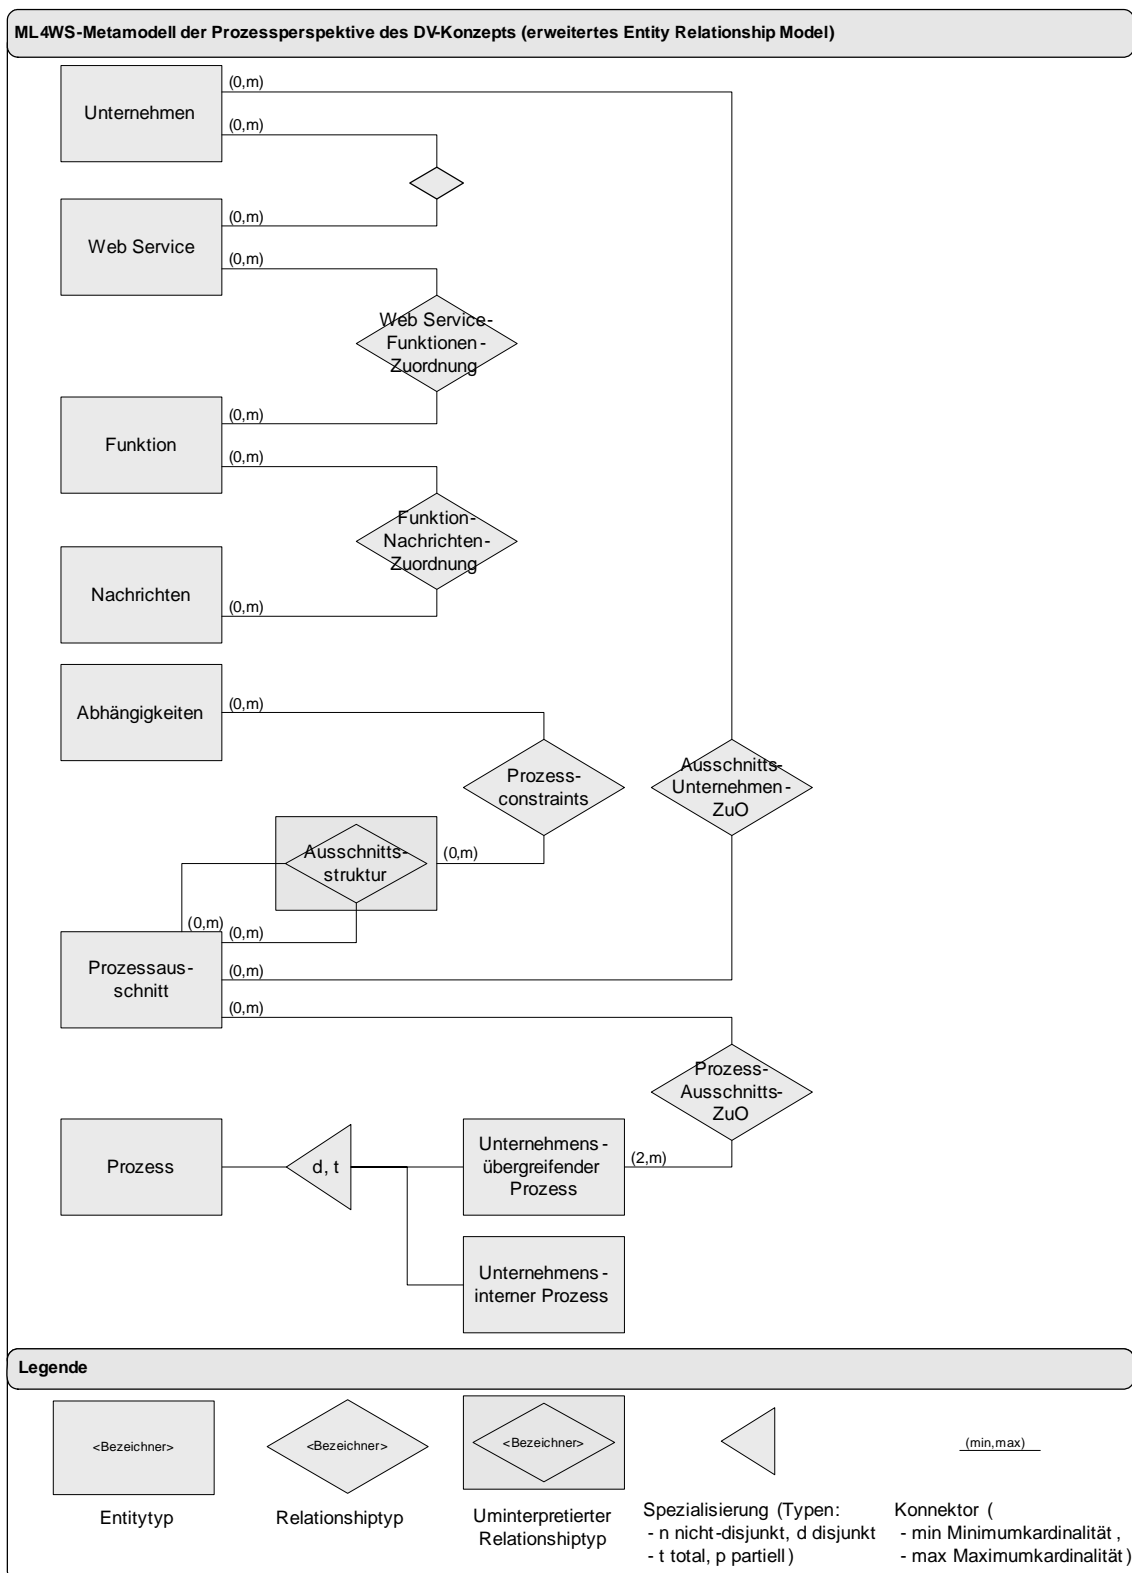 ML4WS-Metamodell der Prozessperspektive des DV-Konzepts (erweitertes Entity Relationship Model)
(0,m)
Unternehmen
(0,m)
(0,m)
Web Service
(0,m)
Web Service-
Funktionen-
Zuordnung
(0,m)
Funktion
(0,m)
Funktion-
Nachrichten-
Zuordnung
Nachrichten
(0,m)
Abhängigkeiten
(0,m)
Prozess-
constraints
Ausschnitts-
Unternehmen-
ZuO
Ausschnitts-
struktur
(0,m)
(0,m)
(0,m)
Prozessaus-
schnitt
(0,m)
(0,m)
Prozess-
Ausschnitts-
ZuO
Prozess
d, t
Unternehmens-
übergreifender
Prozess
(2,m)
Unternehmens-
interner Prozess
Legende
<Bezeichner>
<Bezeichner>
<Bezeichner>
(min,max)
Entitytyp
Relationshiptyp
Uminterpretierter
Relationshiptyp
Spezialisierung (Typen:
- n nicht-disjunkt, d disjunkt
- t total, p partiell)
Konnektor (
- min Minimumkardinalität,
- max Maximumkardinalität)